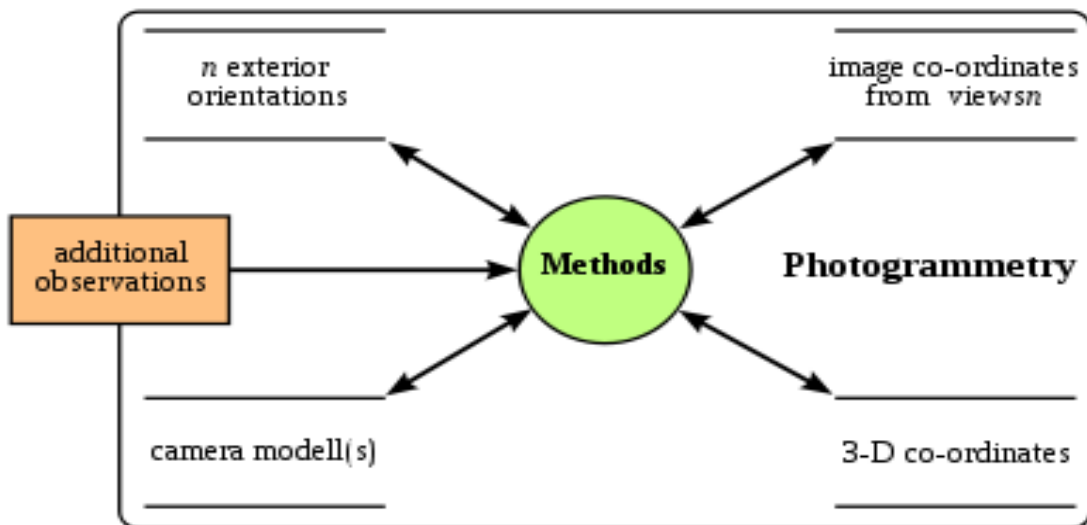 n exterior
orientations
image co-ordinates
from viewsn
additional
observations
Methods
Photogrammetry
camera modell(s)
3-D co-ordinates